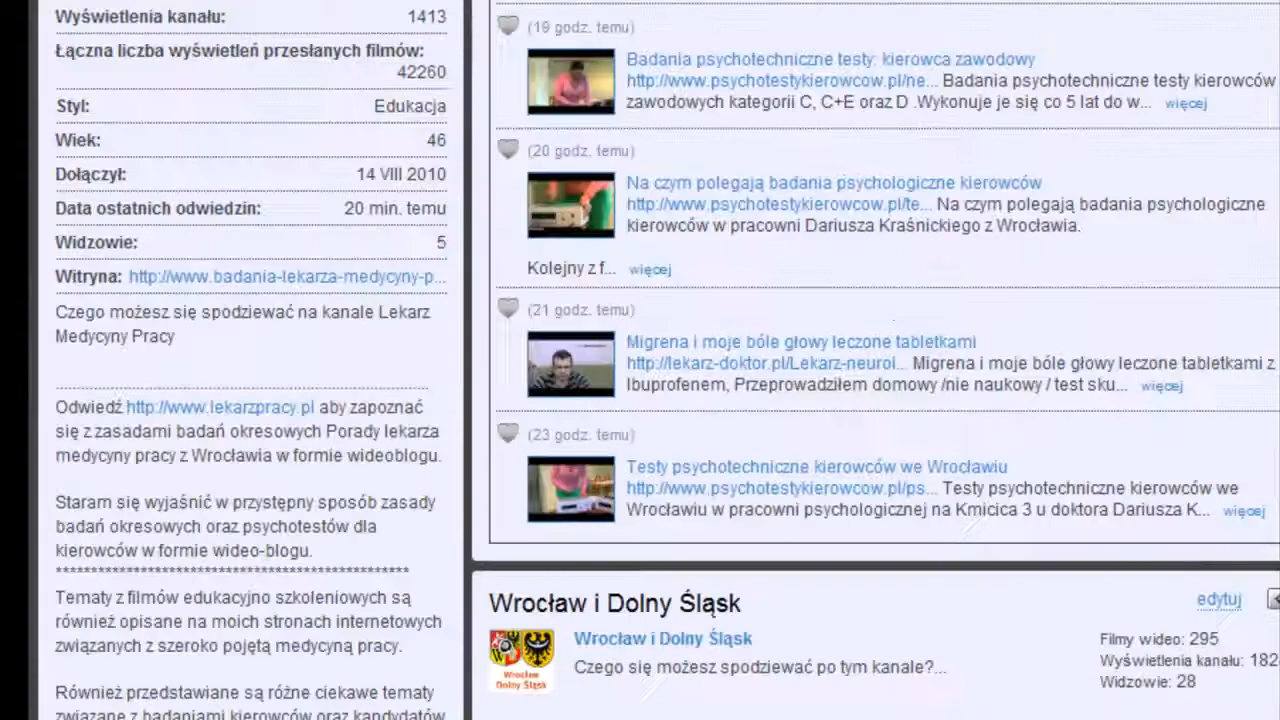 Wyświetlenia kanału: 1413
Łączna liczba wyświetleń przesłanych filmów:
42260
Styl: Edukacja
Wiek: 46
Dołączył: 14 VIII 2010
Data ostatnich odwiedzin: 20 min. temu
Widzowie: 5
Witryna: http://www.badania-lekarza-medycyny-p...
Czego możesz się spodziewać na kanale Lekarz
Medycyny Pracy
Odwiedź http://www.lekarzpracy.pl aby zapoznać
się z zasadami badań okresowych Porady lekarza
medycyny pracy z Wrocławia w formie wideoblogu.
Staram się wyjaśnić w przystępny sposób zasady
badań okresowych oraz psychotestów dla
kierowców w formie wideo-blogu.
**************************************************
Tematy z filmów edukacyjno szkoleniowych są
również opisane na moich stronach internetowych
związanych z szeroko pojętą medycyną pracy.
Również przedstawiane są różne ciekawe tematy
związane z badaniami kierowców oraz kandydatów
(19 godz. temu)
Badania psychotechniczne testy: kierowca zawodowy
http://www.psychotestykierowcow.pl/ne... Badania psychotechniczne testy kierowców
zawodowych kategorii C, C+E oraz D .Wykonuje je się co 5 lat do w... więcej
(20 godz. temu)
Na czym polegają badania psychologiczne kierowców
http://www.psychotestykierowcow.pl/te... Na czym polegają badania psychologiczne
kierowców w pracowni Dariusza Kraśnickiego z Wrocławia.
Kolejny z f... więcej
(21 godz. temu)
Migrena i moje bóle głowy leczone tabletkami
http://lekarz-doktor.pl/Lekarz-neurol... Migrena i moje bóle głowy leczone tabletkami z
Ibuprofenem, Przeprowadziłem domowy /nie naukowy / test sku... więcej
(23 godz. temu)
Testy psychotechniczne kierowców we Wrocławiu
http://www.psychotestykierowcow.pl/ps... Testy psychotechniczne kierowców we
Wrocławiu w pracowni psychologicznej na Kmicica 3 u doktora Dariusza K... więcej
Wrocław i Dolny Śląsk edytuj
Wrocław i Dolny Śląsk
Czego się możesz spodziewać po tym kanale?...
Wrocław
Dolny Śląsk
Filmy wideo: 295
Wyświetlenia kanału: 182
Widzowie: 28